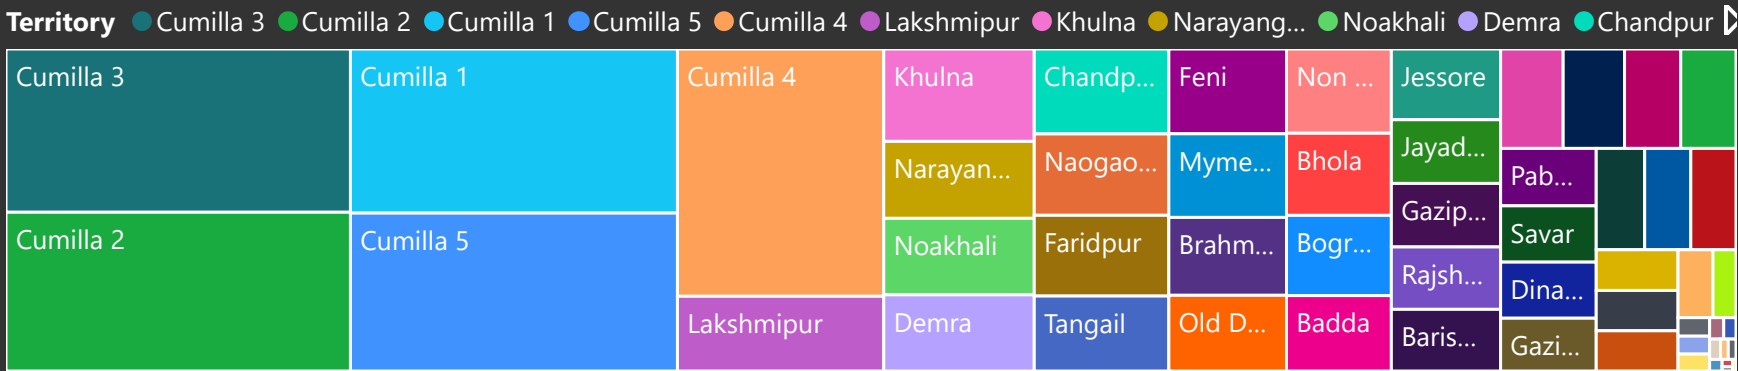 Territory Cumilla 3 Cumilla 2 Cumilla 1 Cumilla 5 Cumilla 4 Lakshmipur Khulna Narayang... Noakhali Demra Chandpur
Cumilla 3
Cumilla 2
Cumilla 1
Cumilla 5
Cumilla 4
Lakshmipur
Khulna
Narayan...
Noakhali
Demra
Chandp...
Naogao...
Faridpur
Tangail
Feni
Myme...
Brahm...
Old D...
Non ...
Bhola
Bogr...
Badda
Jessore
Jayad...
Gazip...
Rajsh...
Baris...
Pab...
Savar
Dina...
Gazi...